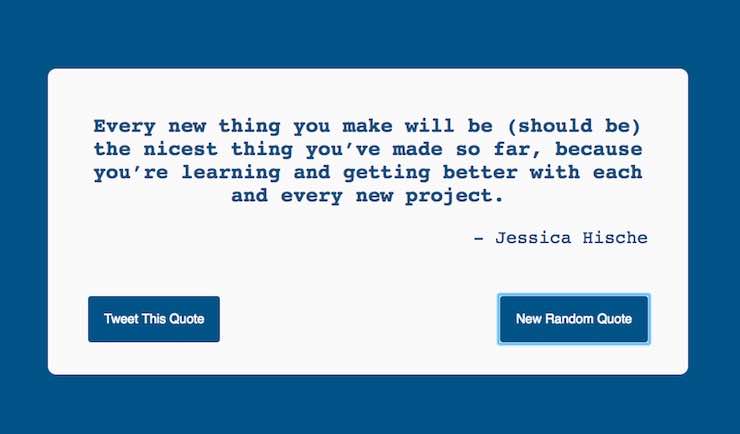 Every new thing you make will be (should be)
the nicest thing you’ve made so far, because
you’re learning and getting better with each
and every new project.
– Jessica Hische
Tweet This Quote
New Random Quote